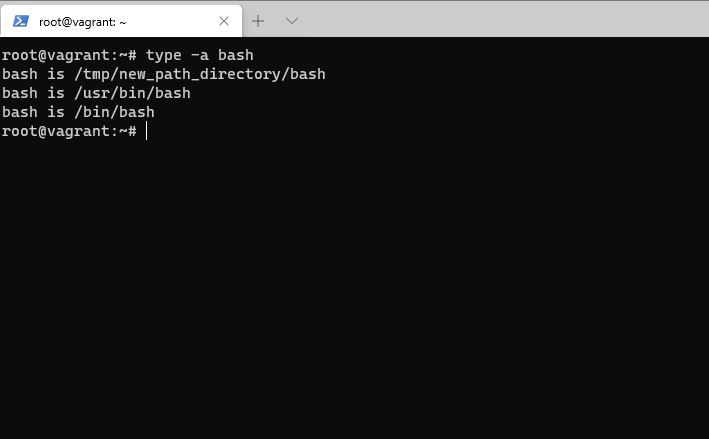 root@vagrant: ~
root@vagrant:~# type -a bash
bash is /tmp/new_path_directory/bash
bash is /usr/bin/bash
bash is /bin/bash
root@vagrant:~#